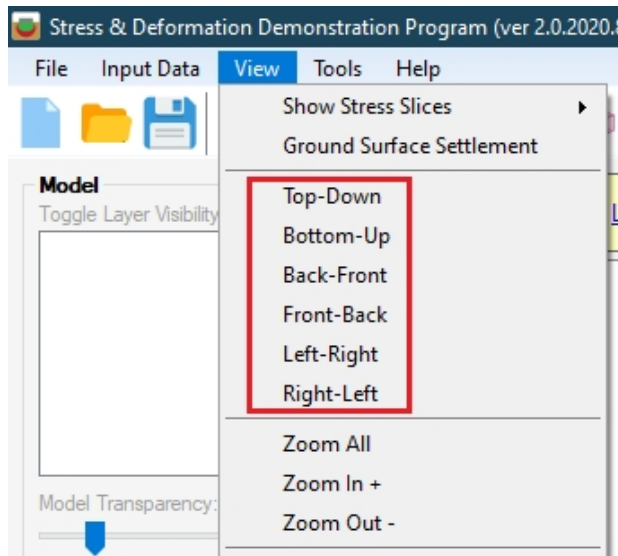 Stress & Deformation Demonstration Program (ver 2.0.2020.
File Input Data View Tools Help
Show Stress Slices
Ground Surface Settlement
Model
Toggle Layer Visibility
Top-Down
Bottom-Up
Back-Front
Front-Back
Left-Right
Right-Left
Zoom All
Zoom In +
Zoom Out -
Model Transparency: